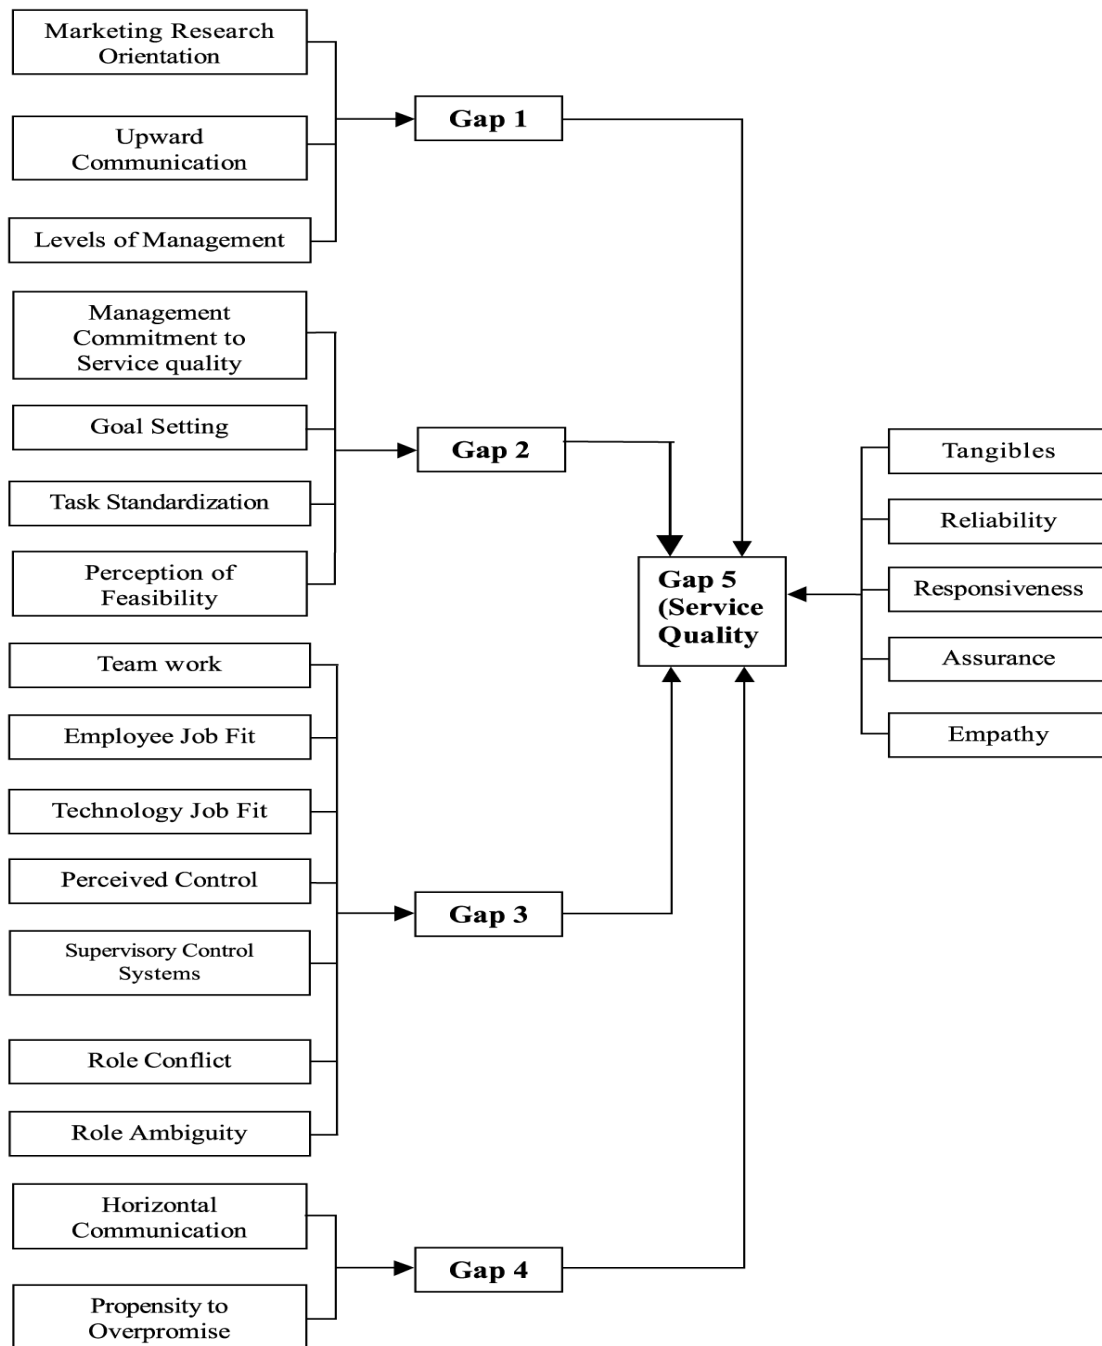 Marketing Research
Orientation
Upward
Communication
Levels of Management
Gap 1
Management
Commitment to
Service quality
Goal Setting
Task Standardization
Perception of
Feasibility
Gap 2
Team work
Employee Job Fit
Technology Job Fit
Perceived Control
Supervisory Control
Systems
Role Conflict
Role Ambiguity
Gap 3
Horizontal
Communication
Propensity to
Overpromise
Gap 4
Gap 5
(Service
Quality
Tangibles
Reliability
Responsiveness
Assurance
Empathy